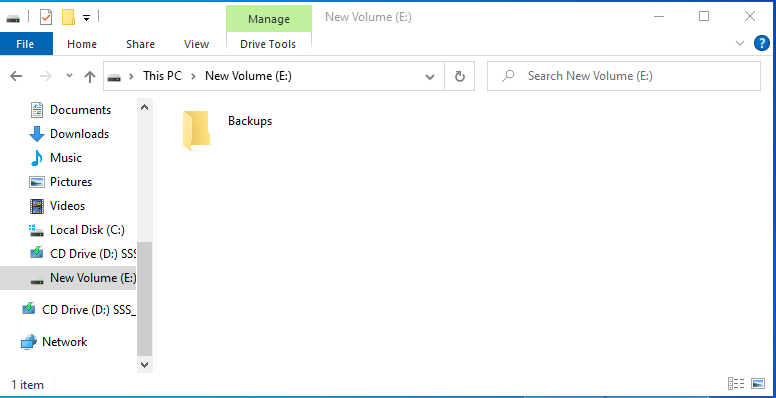 Manage
New Volume (E:)
File
Home
Share
View
Drive Tools
This PC
New Volume (E:)
Search New Volume (E:)
Documents
Downloads
Music
Pictures
Videos
Local Disk (C:)
CD Drive (D:) SSS
New Volume (E:)
CD Drive (D:) SSS_
Network
Backups
1 item